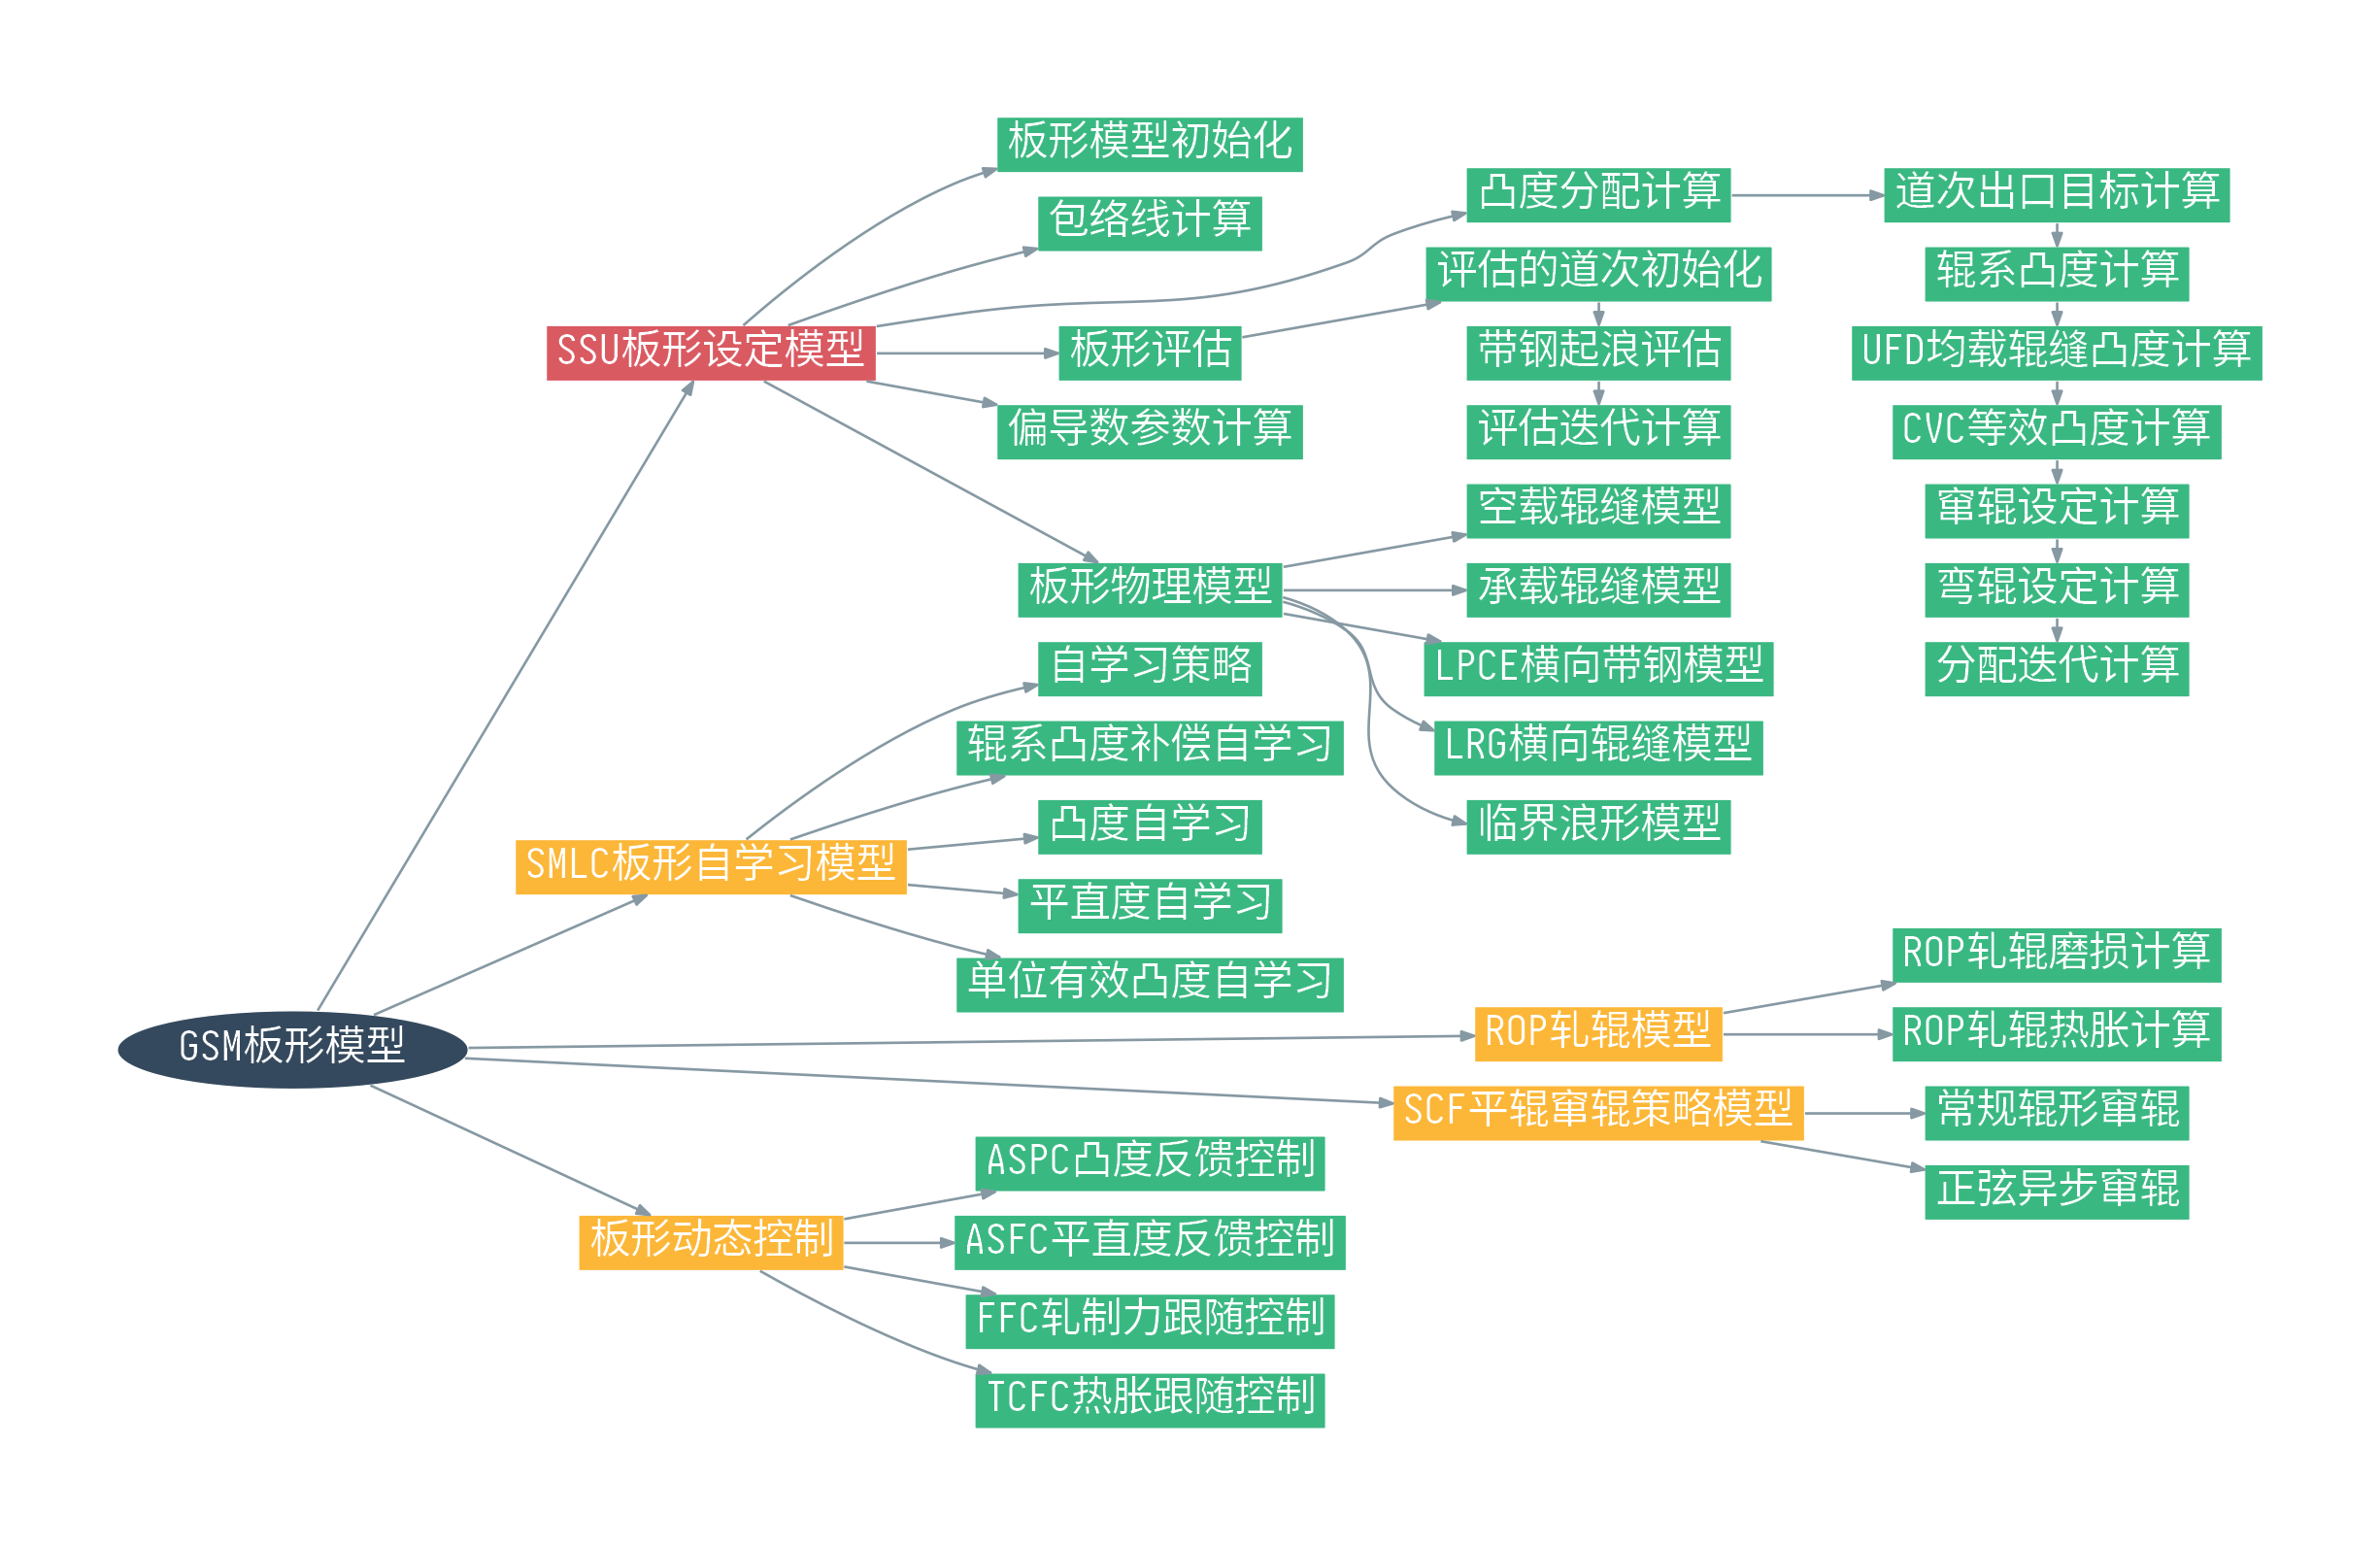 GSM板形模型
SSU板形设定模型
板形模型初始化
包络线计算
凸度分配计算
道次出口目标计算
辊系凸度计算
UFD均载辊缝凸度计算
CVC等效凸度计算
窜辊设定计算
弯辊设定计算
分配迭代计算
板形评估
评估的道次初始化
带钢起浪评估
评估迭代计算
偏导数参数计算
板形物理模型
空载辊缝模型
承载辊缝模型
LPCE横向带钢模型
LRG横向辊缝模型
临界浪形模型
SMLC板形自学习模型
自学习策略
辊系凸度补偿自学习
凸度自学习
平直度自学习
单位有效凸度自学习
ROP轧辊模型
ROP轧辊磨损计算
ROP轧辊热胀计算
SCF平辊窜辊策略模型
常规辊形窜辊
正弦异步窜辊
板形动态控制
ASPC凸度反馈控制
ASFC平直度反馈控制
FFC轧制力跟随控制
TCFC热胀跟随控制